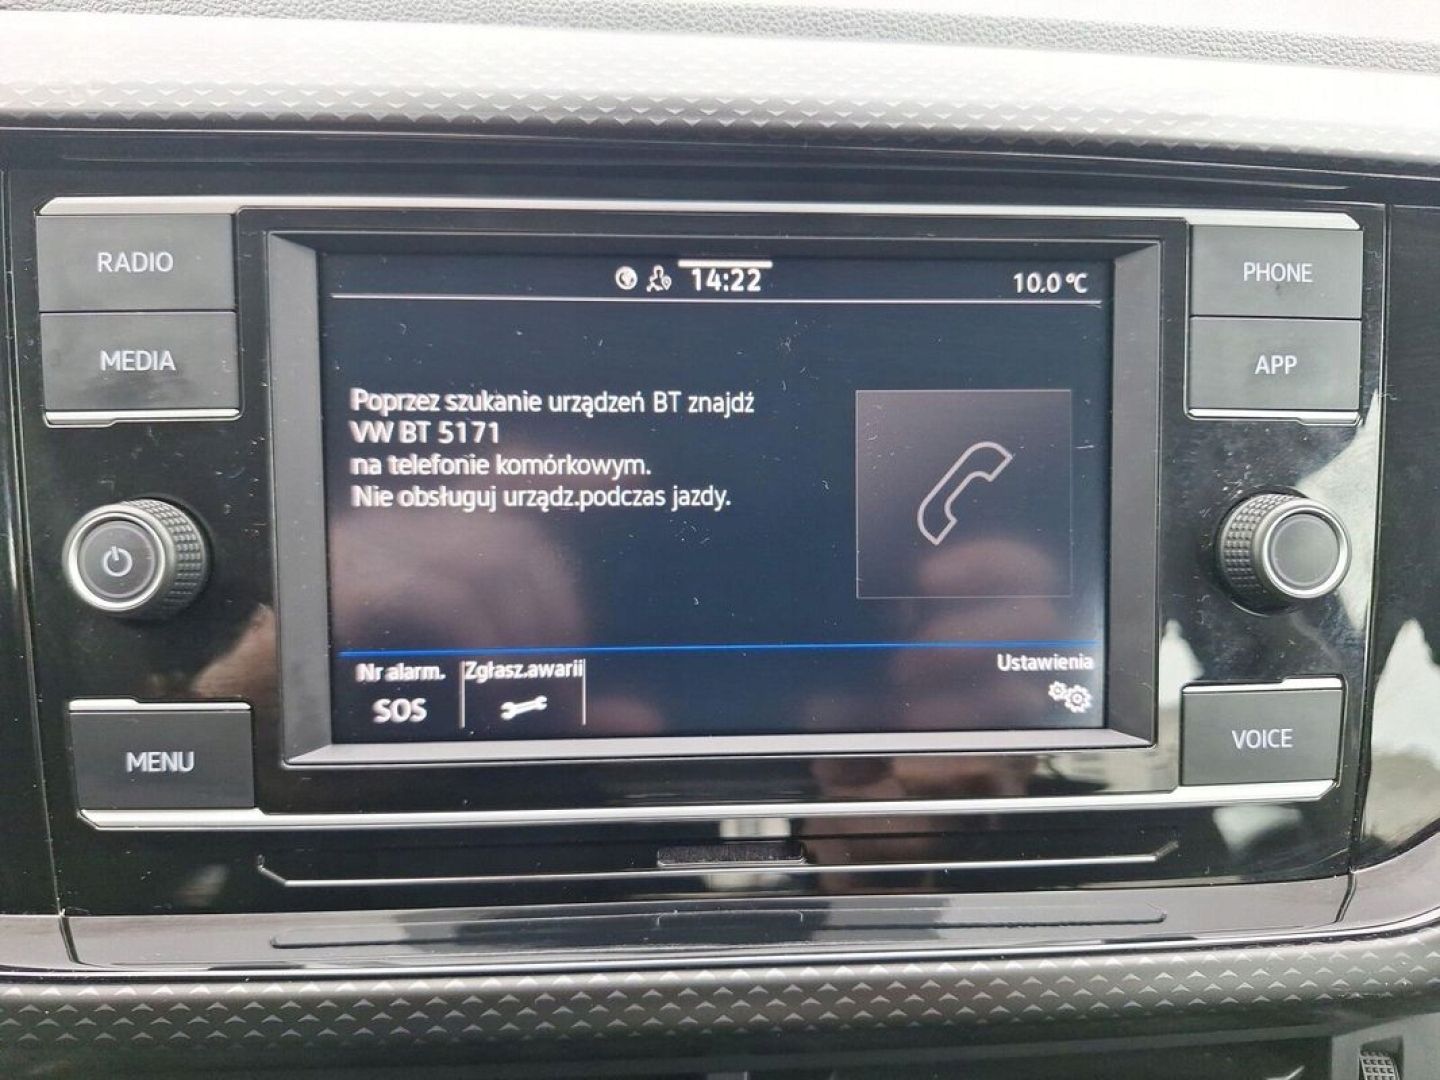 RADIO
MEDIA
MENU
14:22
10.0 °C
Poprzez szukanie urządzeń BT znajdź
VW BT 5171
na telefonie komórkowym.
Nie obsługuj urządz.podczas jazdy.
Nr alarm.
SOS
Zgłasz.awarii
Ustawienia
PHONE
APP
VOICE